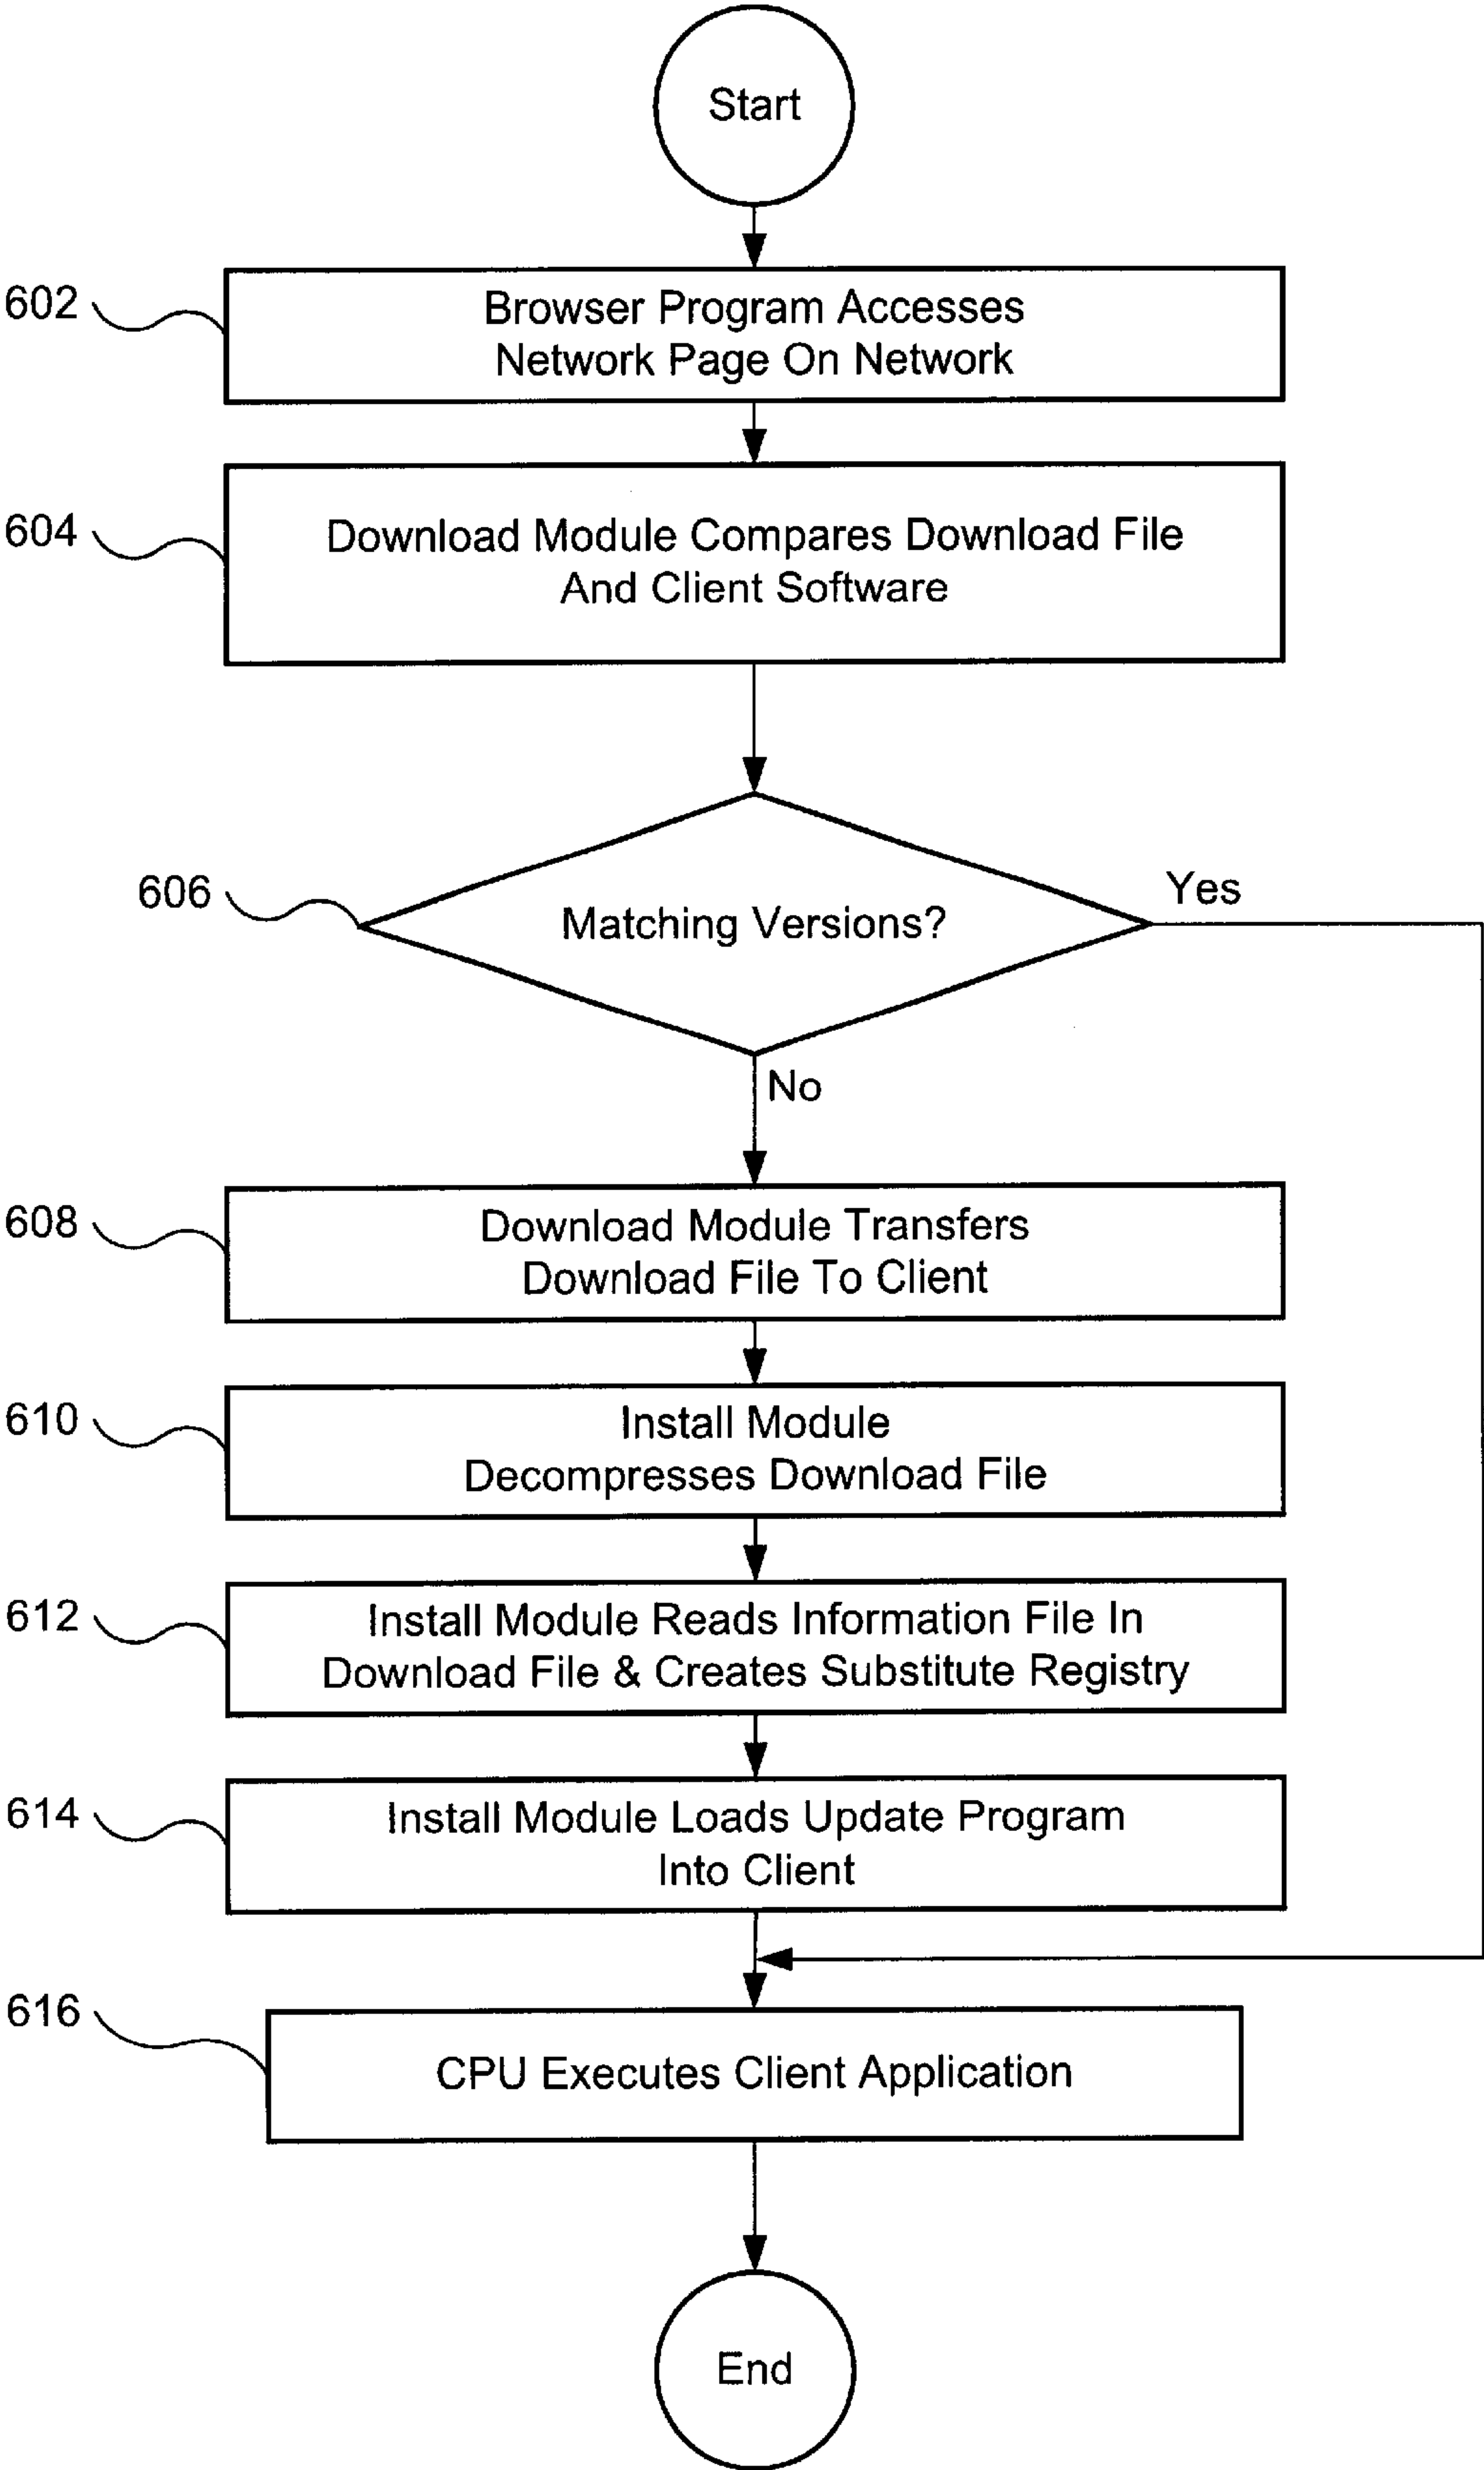 Start
602
Browser Program Accesses
Network Page On Network
604
Download Module Compares Download File
And Client Software
606
Matching Versions?
Yes
No
608
Download Module Transfers
Download File To Client
610
Install Module
Decompresses Download File
612
Install Module Reads Information File In
Download File & Creates Substitute Registry
614
Install Module Loads Update Program
Into Client
616
CPU Executes Client Application
End